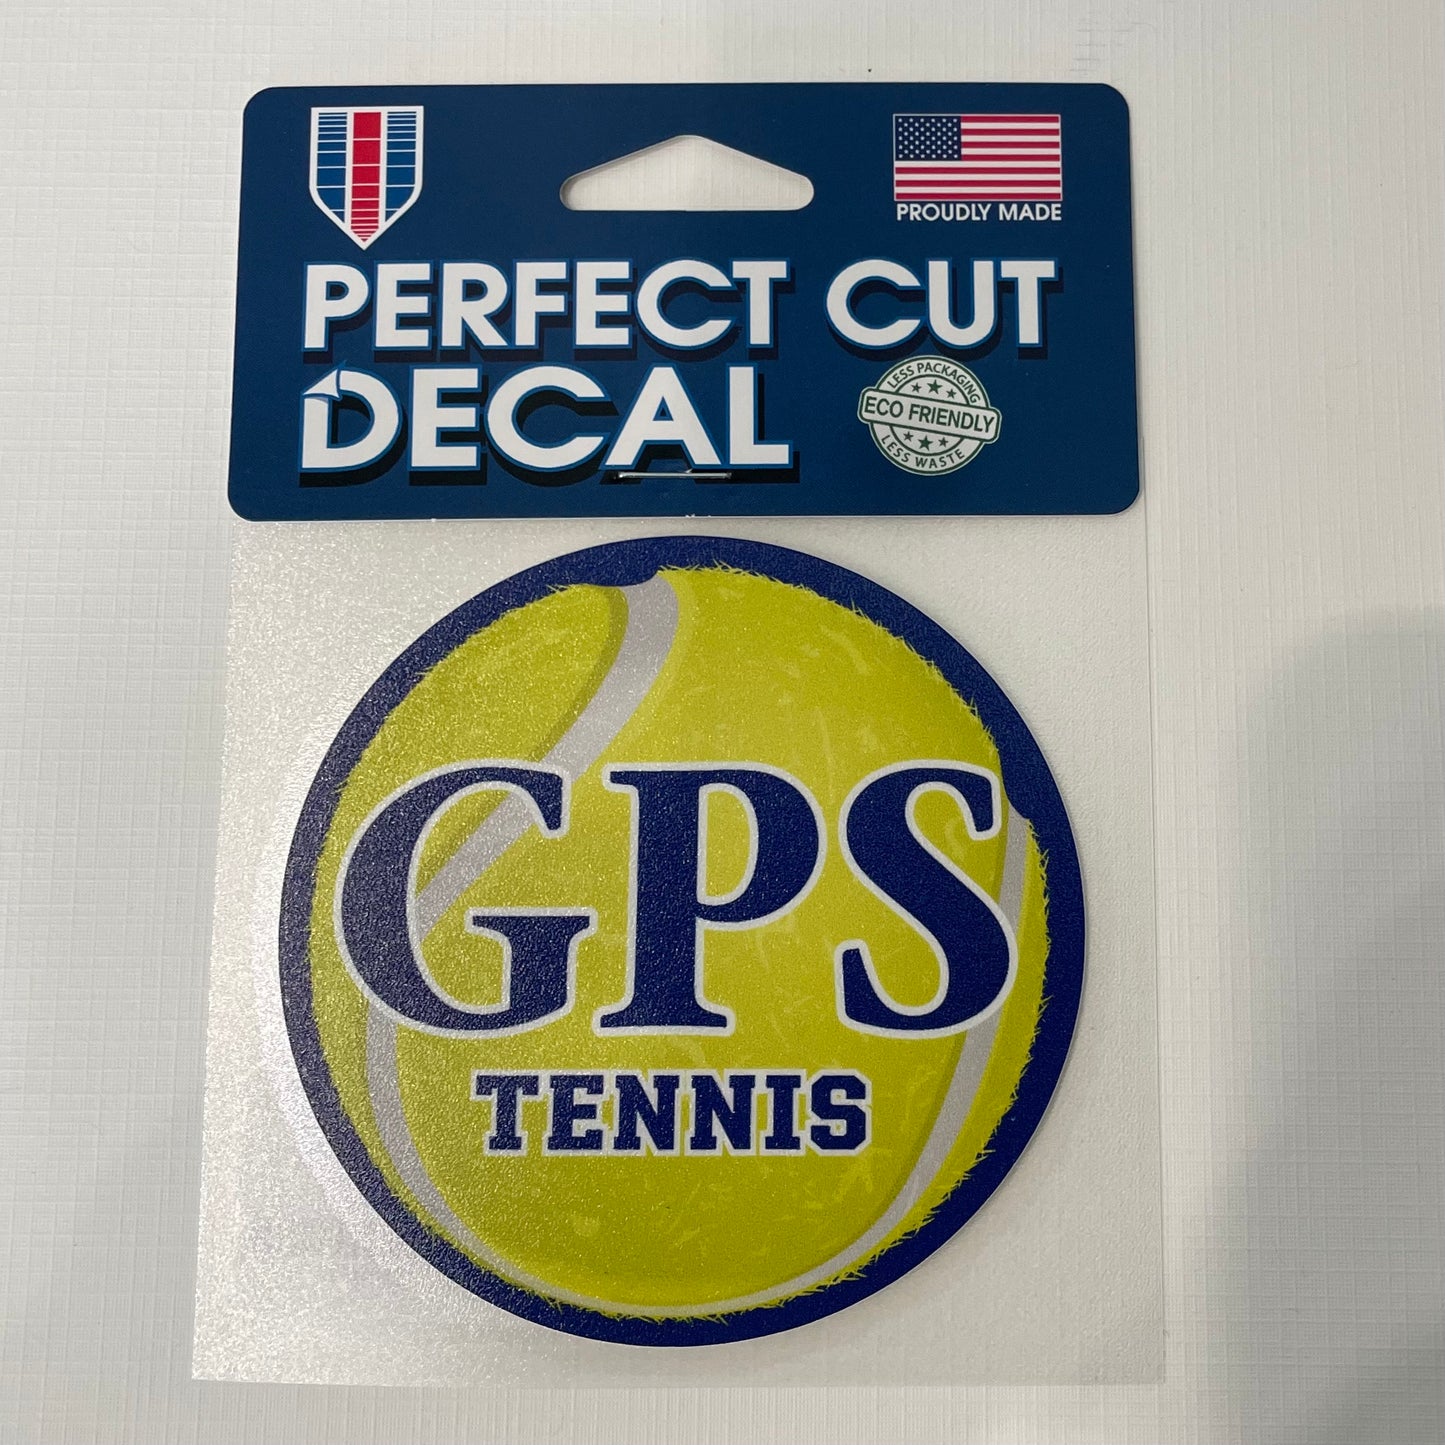 PROUDLY MADE
PERFECT CUT
DECAL
LESS PACKAGING
ECO FRIENDLY
LESS WASTE
GPS
TENNIS